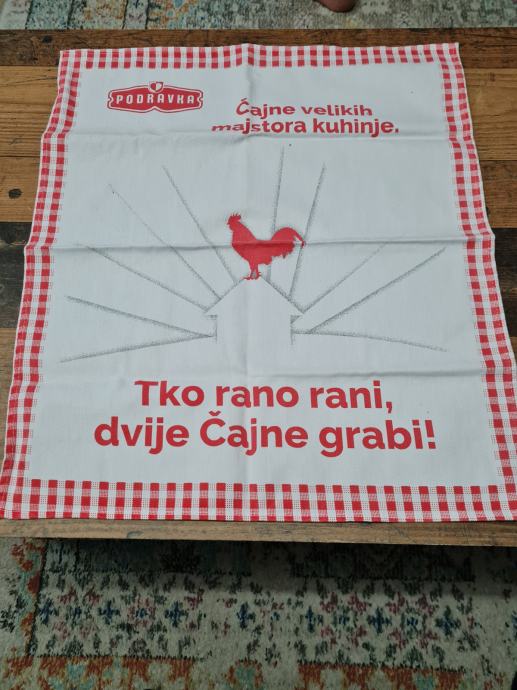 PODRAVKA
Čajne velikih
majstora kuhinje.
Tko rano rani,
dvije Čajne grabi!